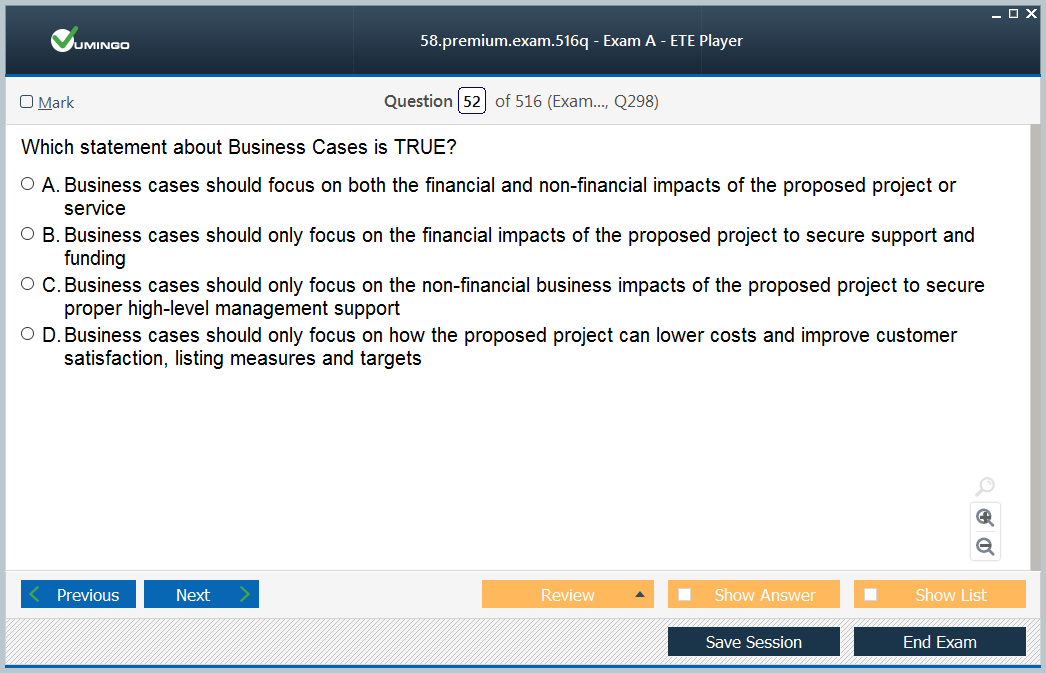 VUMINGO
58.premium.exam.516q - Exam A - ETE Player
Mark
Question 52 of 516 (Exam..., Q298)
Which statement about Business Cases is TRUE?
A. Business cases should focus on both the financial and non-financial impacts of the proposed project or
service
B. Business cases should only focus on the financial impacts of the proposed project to secure support and
funding
C. Business cases should only focus on the non-financial business impacts of the proposed project to secure
proper high-level management support
D. Business cases should only focus on how the proposed project can lower costs and improve customer
satisfaction, listing measures and targets
Previous
Next
Review
Show Answer
Show List
Save Session
End Exam